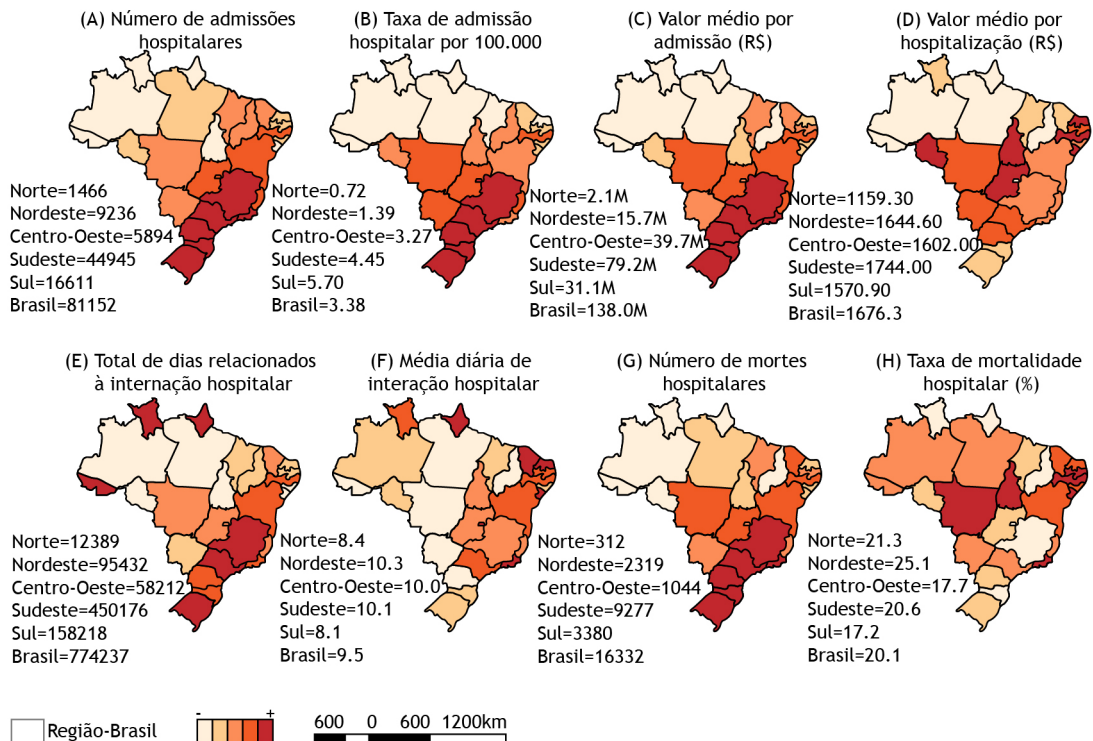 (A) Número de admissões
hospitalares
Norte=1466
Nordeste=9236
Centro-Oeste=5894
Sudeste=44945
Sul=16611
Brasil=81152
(B) Taxa de admissão
hospitalar por 100.000
Norte=0.72
Nordeste=1.39
Centro-Oeste=3.27
Sudeste=4.45
Sul=5.70
Brasil=3.38
(C) Valor médio por
admissão (R$)
Norte=2.1M
Nordeste=15.7M
Centro-Oeste=39.7M
Sudeste=79.2M
Sul=31.1M
Brasil=138.0M
(D) Valor médio por
hospitalização (R$)
Norte=1159.30
Nordeste=1644.60
Centro-Oeste=1602.00
Sudeste=1744.00
Sul=1570.90
Brasil=1676.3
(E) Total de dias relacionados
à internação hospitalar
Norte=12389
Nordeste=95432
Centro-Oeste=58212
Sudeste=450176
Sul=158218
Brasil=774237
(F) Média diária de
interação hospitalar
Norte=8.4
Nordeste=10.3
Centro-Oeste=10.0
Sudeste=10.1
Sul=8.1
Brasil=9.5
(G) Número de mortes
hospitalares
Norte=312
Nordeste=2319
Centro-Oeste=1044
Sudeste=9277
Sul=3380
Brasil=16332
(H) Taxa de mortalidade
hospitalar (%)
Norte=21.3
Nordeste=25.1
Centro-Oeste=17.7
Sudeste=20.6
Sul=17.2
Brasil=20.1
Região-Brasil
- +
600 0 600 1200km